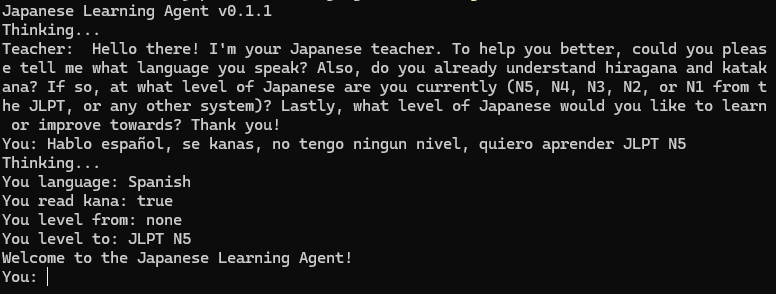 Japanese Learning Agent v0.1.1
Thinking...
Teacher:  Hello there! I'm your Japanese teacher. To help you better, could you pleas
e tell me what language you speak? Also, do you already understand hiragana and katak
ana? If so, at what level of Japanese are you currently (N5, N4, N3, N2, or N1 from t
he JLPT, or any other system)? Lastly, what level of Japanese would you like to learn
 or improve towards? Thank you!
You: Hablo español, se kanas, no tengo ningun nivel, quiero aprender JLPT N5
Thinking...
You language: Spanish
You read kana: true
You level from: none
You level to: JLPT N5
Welcome to the Japanese Learning Agent!
You: